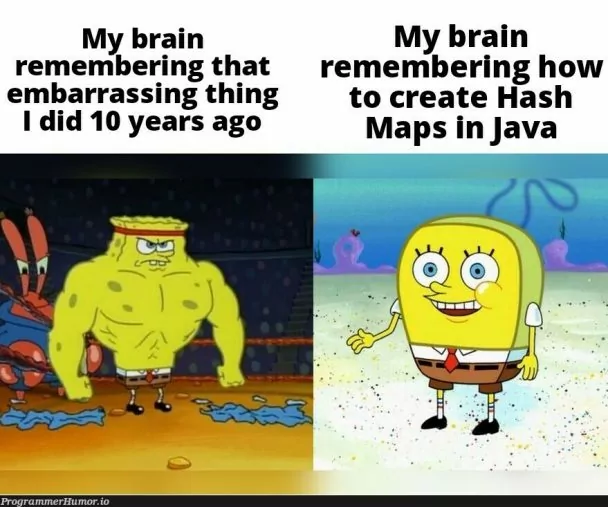 My brain
remembering that
embarrassing thing
I did 10 years ago
My brain
remembering how
to create Hash
Maps in Java
ProgrammerHumor.io